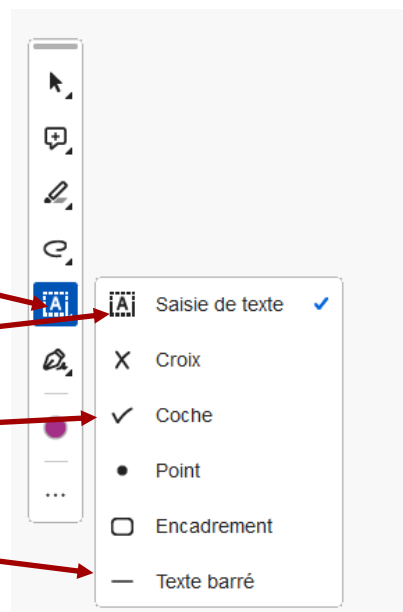 A
A Saisie de texte
Croix
Coche
Point
Encadrement
Texte barré